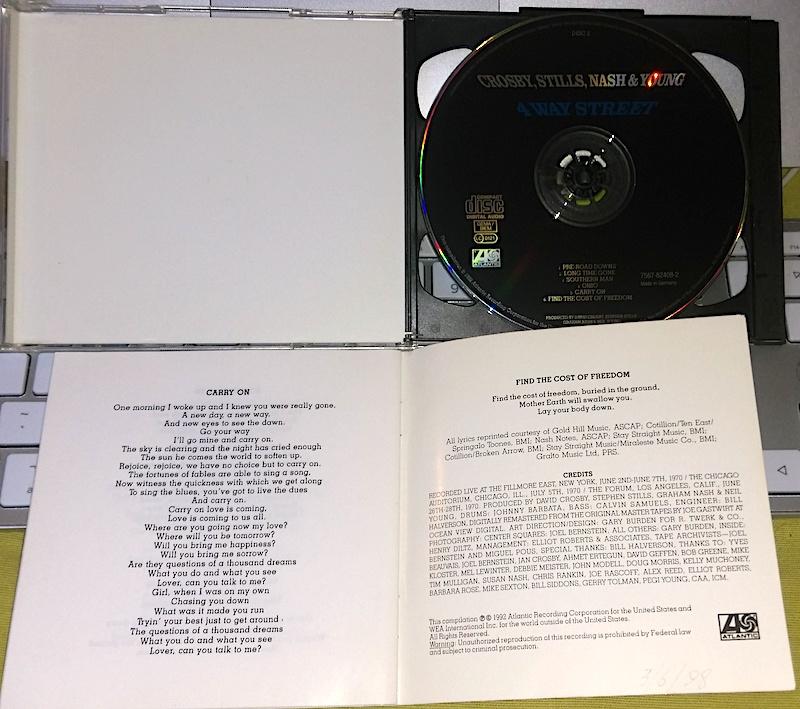 DISC 2
CROSBY, STILLS, NASH & YOUNG
4 WAY STREET
COMPACT
disc
DIGITAL AUDIO
GEMA/
BIEM
LC 0121
ATLANTIC
1. PRE-ROAD DOWNS
2. LONG TIME GONE
3. SOUTHERN MAN
4. OHIO
5. CARRY ON
6. FIND THE COST OF FREEDOM
7567-82408-2
Made in Germany
CARRY ON
One morning I woke up and I knew you were really gone.
A new day, a new way,
And new eyes to see the dawn.
Go your way
I'll go mine and carry on.
The sky is clearing and the night has cried enough
The sun he comes the world to soften up.
Rejoice, rejoice, we have no choice but to carry on.
The fortunes of fables are able to sing a song,
Now witness the quickness with which we get along
To sing the blues, you've got to live the dues
And carry on.
Carry on love is coming,
Love is coming to us all.
Where are you going now my love?
Where will you be tomorrow?
Will you bring me happiness?
Will you bring me sorrow?
Are they questions of a thousand dreams
What you do and what you see
Lover, can you talk to me?
Girl, when I was on my own
Chasing you down
What was it made you run
Tryin' your best just to get around
The questions of a thousand dreams
What you do and what you see
Lover, can you talk to me?
FIND THE COST OF FREEDOM
Find the cost of freedom, buried in the ground,
Mother Earth will swallow you.
Lay your body down.
All lyrics reprinted courtesy of Gold Hill Music, ASCAP; Cotillion/Ten East/
Springalo Toones, BMI; Nash Notes, ASCAP; Stay Straight Music, BMI;
Cotillion/Broken Arrow, BMI; Stay Straight Music/Miraleste Music Co., BMI;
Gralto Music Ltd, PRS.
CREDITS
RECORDED LIVE AT THE FILLMORE EAST, NEW YORK, JUNE 2ND-JUNE 7TH, 1970 / THE CHICAGO
AUDITORIUM, CHICAGO, ILL., JULY 5TH, 1970 / THE FORUM, LOS ANGELES, CALIF., JUNE
26TH-28TH, 1970. PRODUCED BY DAVID CROSBY, STEPHEN STILLS, GRAHAM NASH & NEIL
YOUNG, DRUMS: JOHNNY BARBATA, BASS: CALVIN SAMUELS, ENGINEER: BILL
HALVERSON, DIGITALLY REMASTERED FROM THE ORIGINAL MASTER TAPES BY JOE GASTWIRT AT
OCEAN VIEW DIGITAL. ART DIRECTION/DESIGN: GARY BURDEN FOR R. TWERK & CO.,
PHOTOGRAPHY: CENTER SQUARES: JOEL BERNSTEIN, ALL OTHERS: GARY BURDEN, INSIDE:
HENRY DILTZ, MANAGEMENT: ELLIOT ROBERTS & ASSOCIATES, TAPE ARCHIVISTS—JOEL
BERNSTEIN AND MIGUEL POUS, SPECIAL THANKS: BILL HALVERSON, THANKS TO: YVES
BEAUVAIS, JOEL BERNSTEIN, JAN CROSBY, AHMET ERTEGUN, DAVID GEFFEN, BOB GREENE, MIKE
KLOSTER, MEL LEWINTER, DEBBIE MEISTER, JOHN MODELL, DOUG MORRIS, KELLY MUCHONEY,
TIM MULLIGAN, SUSAN NASH, CHRIS RANKIN, JOE RASCOFF, ALEX REED, ELLIOT ROBERTS,
BARBARA ROSE, MIKE SEXTON, BILL SIDDONS, GERRY TOLMAN, PEGI YOUNG, CAA, ICM.
This compilation ℗© 1992 Atlantic Recording Corporation for the United States and
WEA International Inc. for the world outside of the United States.
All Rights Reserved.
Warning: Unauthorized reproduction of this recording is prohibited by Federal law
and subject to criminal prosecution.
ATLANTIC
3/6/98